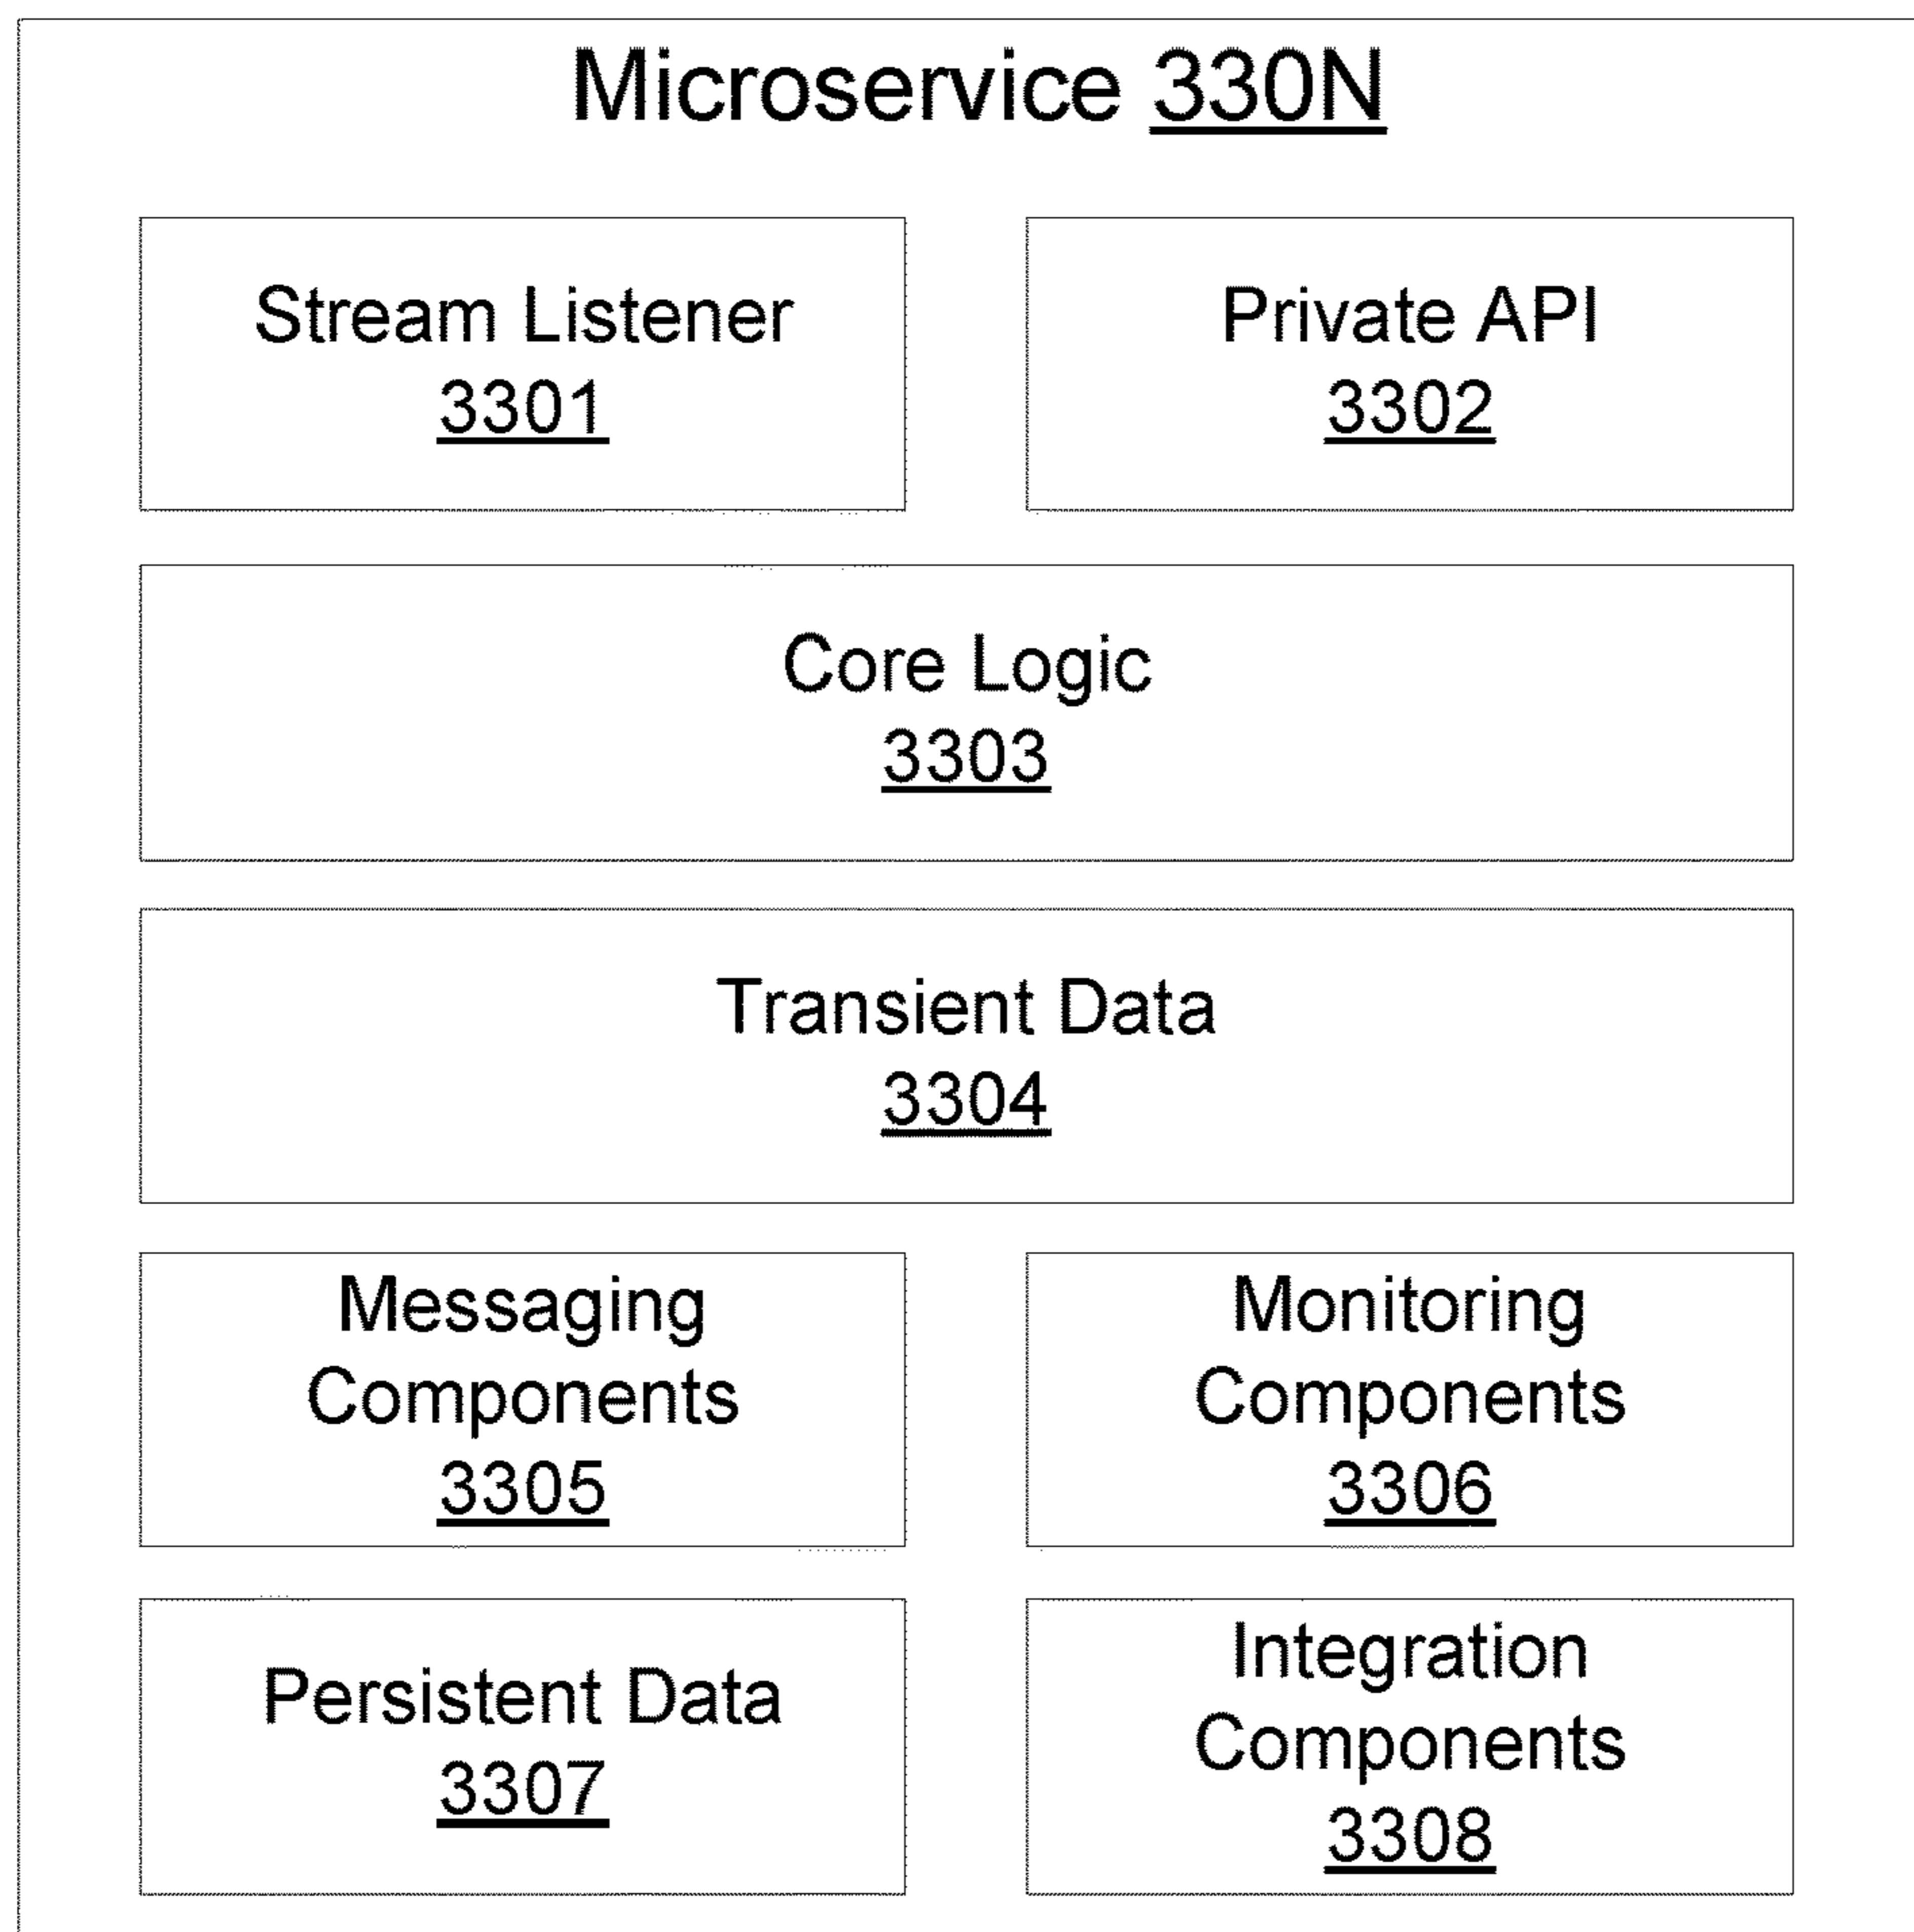 Microservice 330N
Stream Listener
3301
Private API
3302
Core Logic
3303
Transient Data
3304
Messaging
Components
3305
Monitoring
Components
3306
Persistent Data
3307
Integration
Components
3308